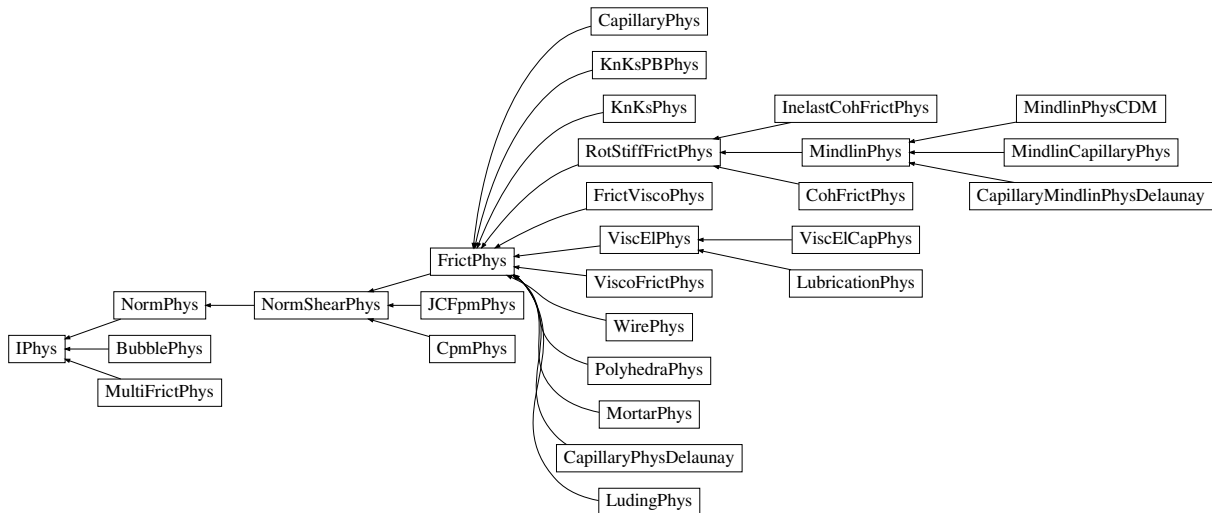 CapillaryPhys
KnKsPBPhys
KnKsPhys
InelastCohFrictPhys
MindlinPhysCDM
RotStiffFrictPhys
MindlinPhys
MindlinCapillaryPhys
FrictViscoPhys
CohFrictPhys
CapillaryMindlinPhysDelaunay
ViscElPhys
ViscElCapPhys
FrictPhys
ViscoFrictPhys
LubricationPhys
NormPhys
NormShearPhys
JCFpmPhys
WirePhys
IPhys
BubblePhys
CpmPhys
PolyhedraPhys
MultiFrictPhys
MortarPhys
CapillaryPhysDelaunay
LudingPhys